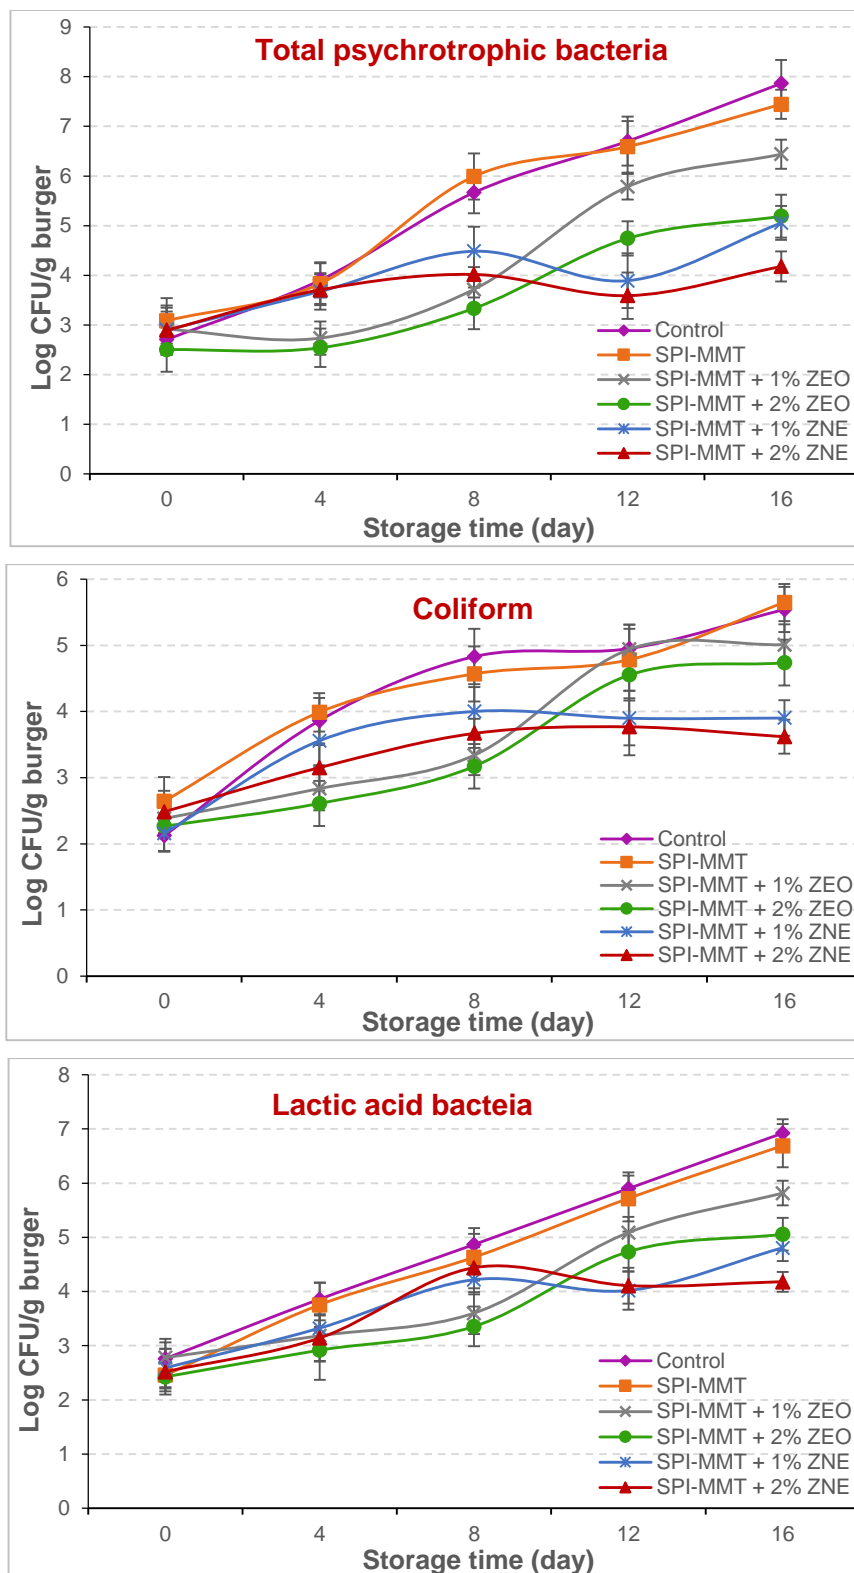 Total psychrotrophic bacteria
Log CFU/g burger
9
8
7
6
5
4
3
2
1
0
Control
SPI-MMT
SPI-MMT + 1% ZEO
SPI-MMT + 2% ZEO
SPI-MMT + 1% ZNE
SPI-MMT + 2% ZNE
0 4 8 12 16
Storage time (day)
Coliform
Log CFU/g burger
6
5
4
3
2
1
0
Control
SPI-MMT
SPI-MMT + 1% ZEO
SPI-MMT + 2% ZEO
SPI-MMT + 1% ZNE
SPI-MMT + 2% ZNE
0 4 8 12 16
Storage time (day)
Lactic acid bacteia
Log CFU/g burger
8
7
6
5
4
3
2
1
0
Control
SPI-MMT
SPI-MMT + 1% ZEO
SPI-MMT + 2% ZEO
SPI-MMT + 1% ZNE
SPI-MMT + 2% ZNE
0 4 8 12 16
Storage time (day)